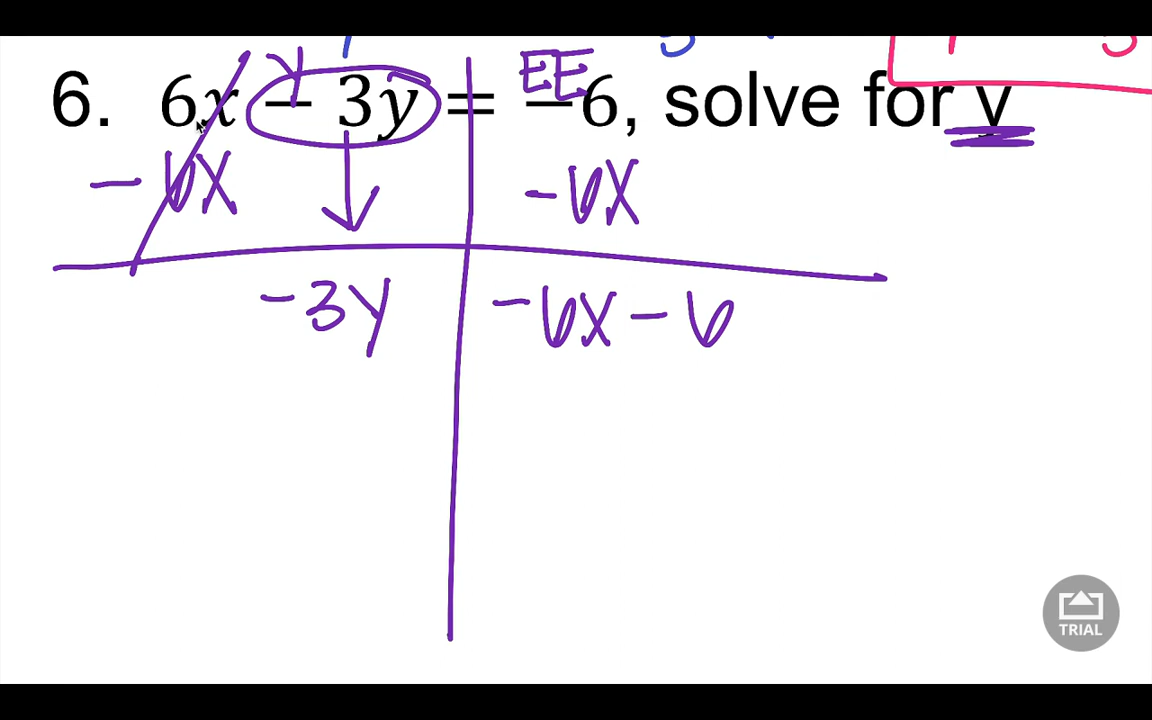 Y EE
6. 6x − 3y = −6, solve for y
-6X -6X
-3Y -6X-6
TRIAL